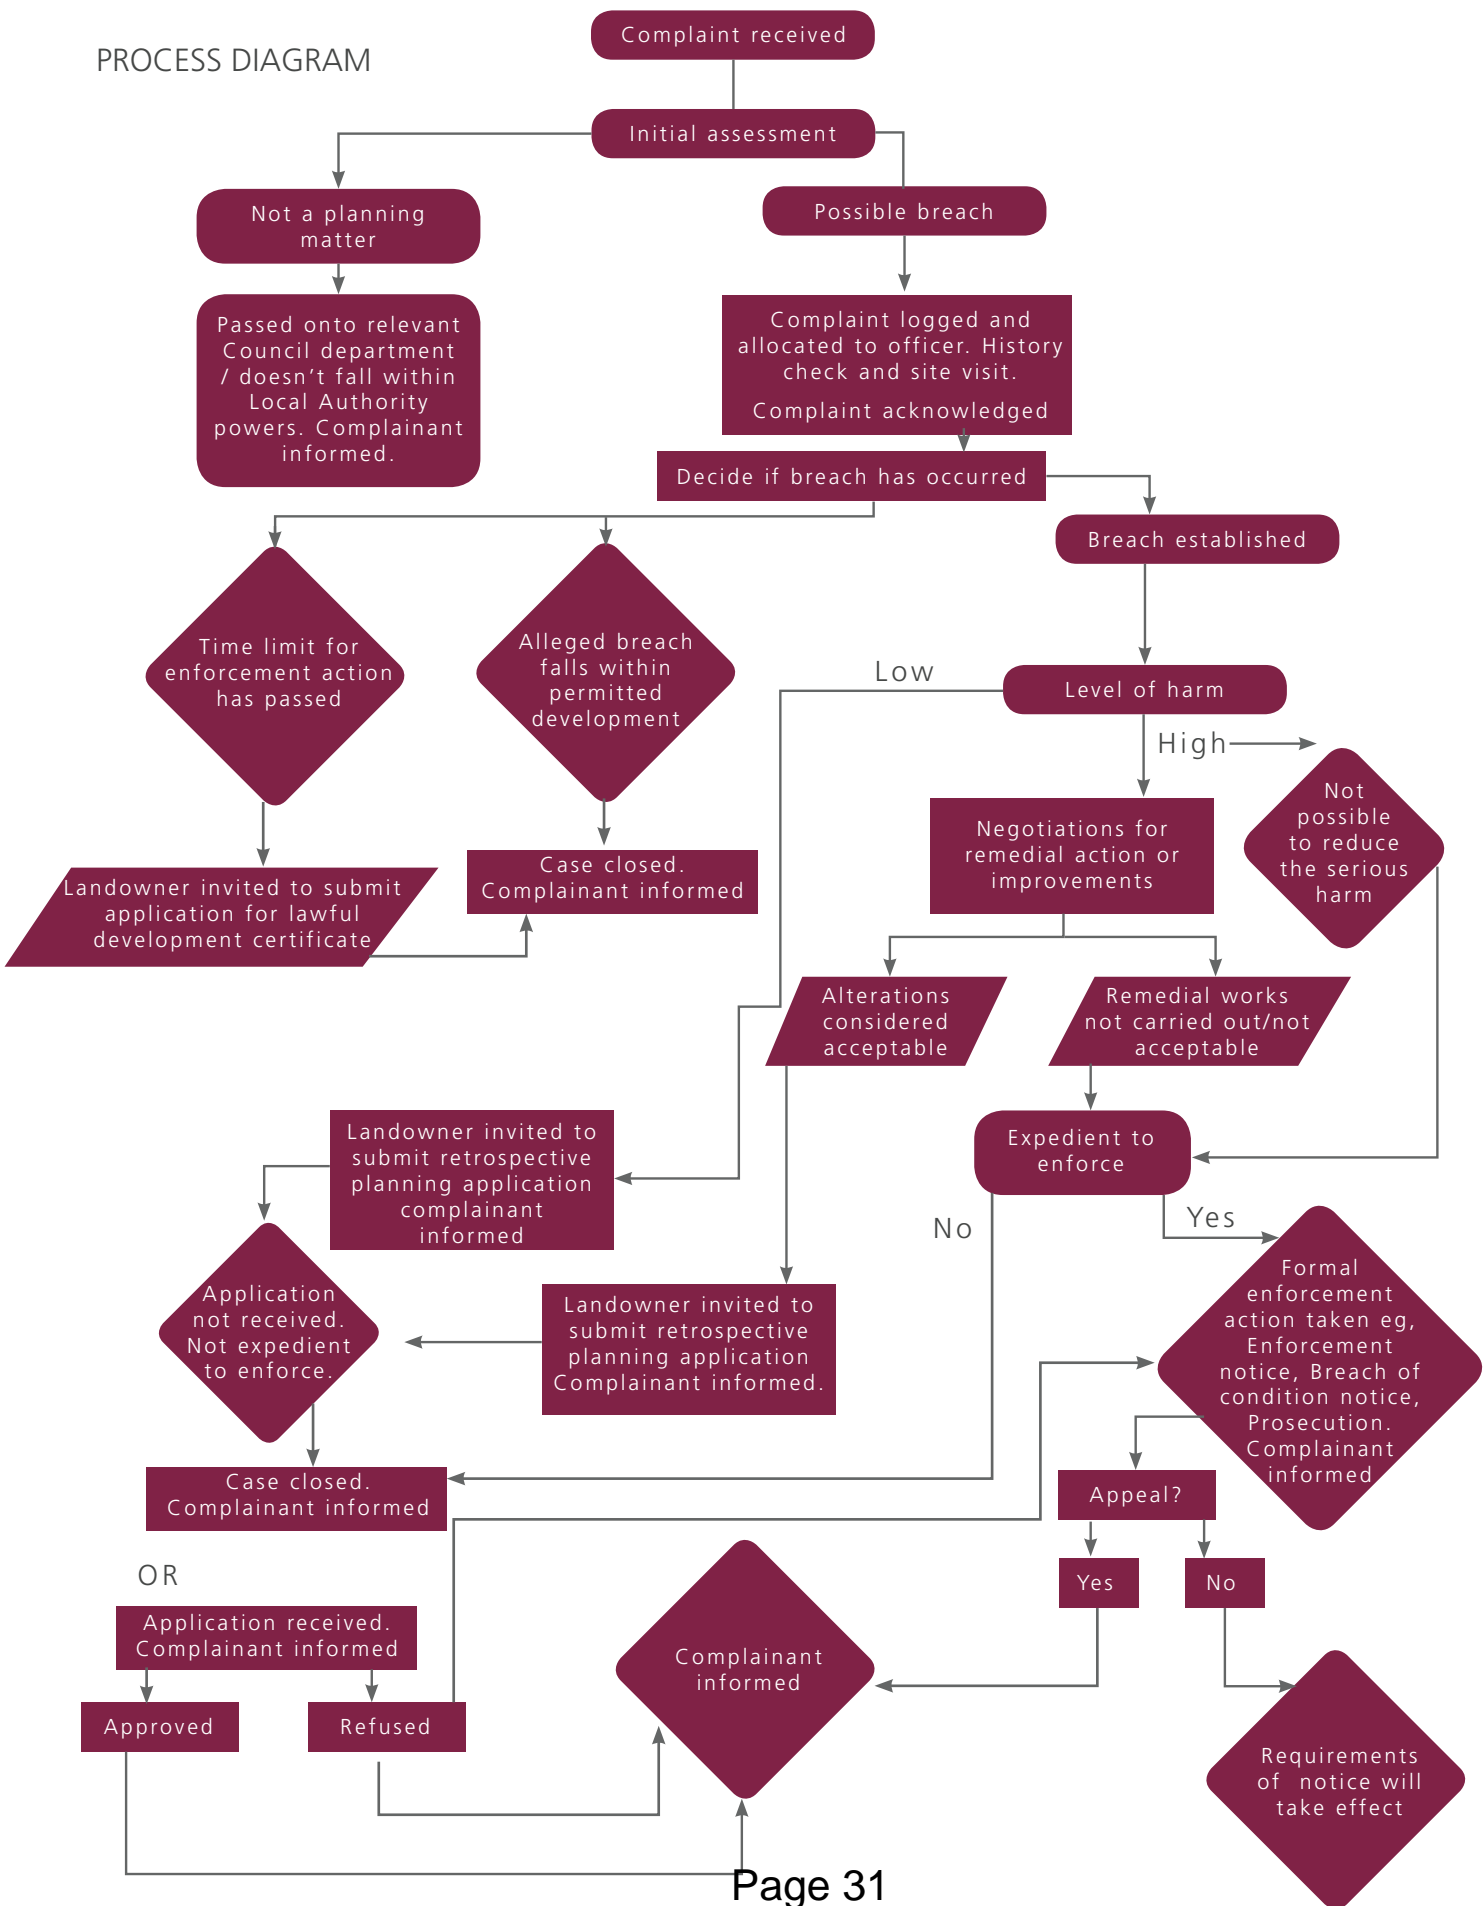 Complaint received
PROCESS DIAGRAM
Initial assessment
Not a planning
matter
Possible breach
Passed onto relevant
Council department
/ doesn't fall within
Local Authority
powers. Complainant
informed.
Complaint logged and
allocated to officer. History
check and site visit.
Complaint acknowledged
Decide if breach has occurred
Breach established
Time limit for
enforcement action
has passed
Alleged breach
falls within
permitted
development
Low
Level of harm
High
Not
possible
to reduce
the serious
harm
Negotiations for
remedial action or
improvements
Case closed.
Complainant informed
Landowner invited to submit
application for lawful
development certificate
Alterations
considered
acceptable
Remedial works
not carried out/not
acceptable
Landowner invited to
submit retrospective
planning application
complainant
informed
Expedient to
enforce
No
Yes
Application
not received.
Not expedient
to enforce.
Landowner invited to
submit retrospective
planning application
Complainant informed.
Formal
enforcement
action taken eg,
Enforcement
notice, Breach of
condition notice,
Prosecution.
Complainant
informed
Case closed.
Complainant informed
Appeal?
Yes
No
OR
Application received.
Complainant informed
Complainant
informed
Approved
Refused
Requirements
of notice will
take effect
Page 31